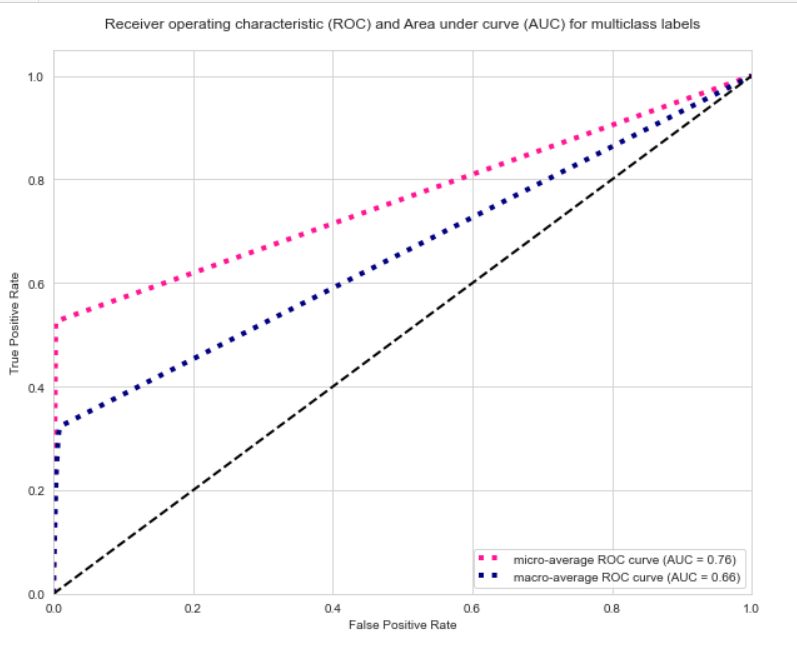 Receiver operating characteristic (ROC) and Area under curve (AUC) for multiclass labels
1.0
0.8
0.6
0.4
0.2
0.0
True Positive Rate
0.0 0.2 0.4 0.6 0.8 1.0
False Positive Rate
micro-average ROC curve (AUC = 0.76)
macro-average ROC curve (AUC = 0.66)